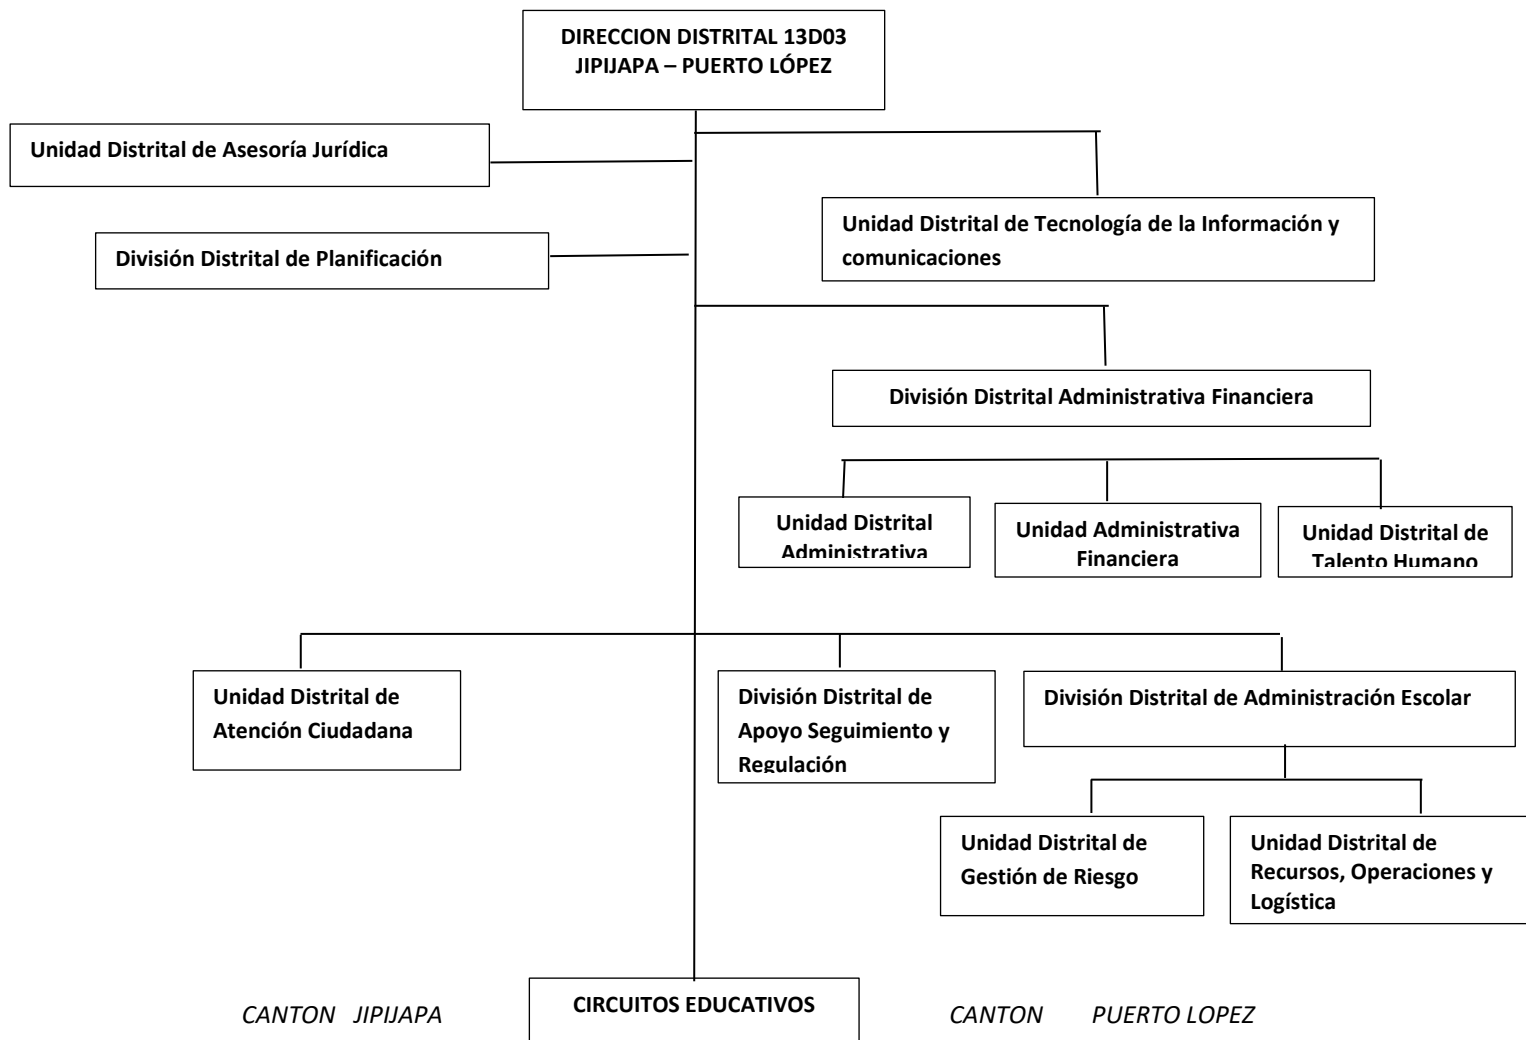 DIRECCION DISTRITAL 13D03
JIPIJAPA – PUERTO LÓPEZ
Unidad Distrital de Asesoría Jurídica
Unidad Distrital de Tecnología de la Información y
comunicaciones
División Distrital de Planificación
División Distrital Administrativa Financiera
Unidad Distrital
Administrativa
Unidad Administrativa
Financiera
Unidad Distrital de
Talento Humano
Unidad Distrital de
Atención Ciudadana
División Distrital de
Apoyo Seguimiento y
Regulación
División Distrital de Administración Escolar
Unidad Distrital de
Gestión de Riesgo
Unidad Distrital de
Recursos, Operaciones y
Logística
CANTON JIPIJAPA
CIRCUITOS EDUCATIVOS
CANTON PUERTO LOPEZ